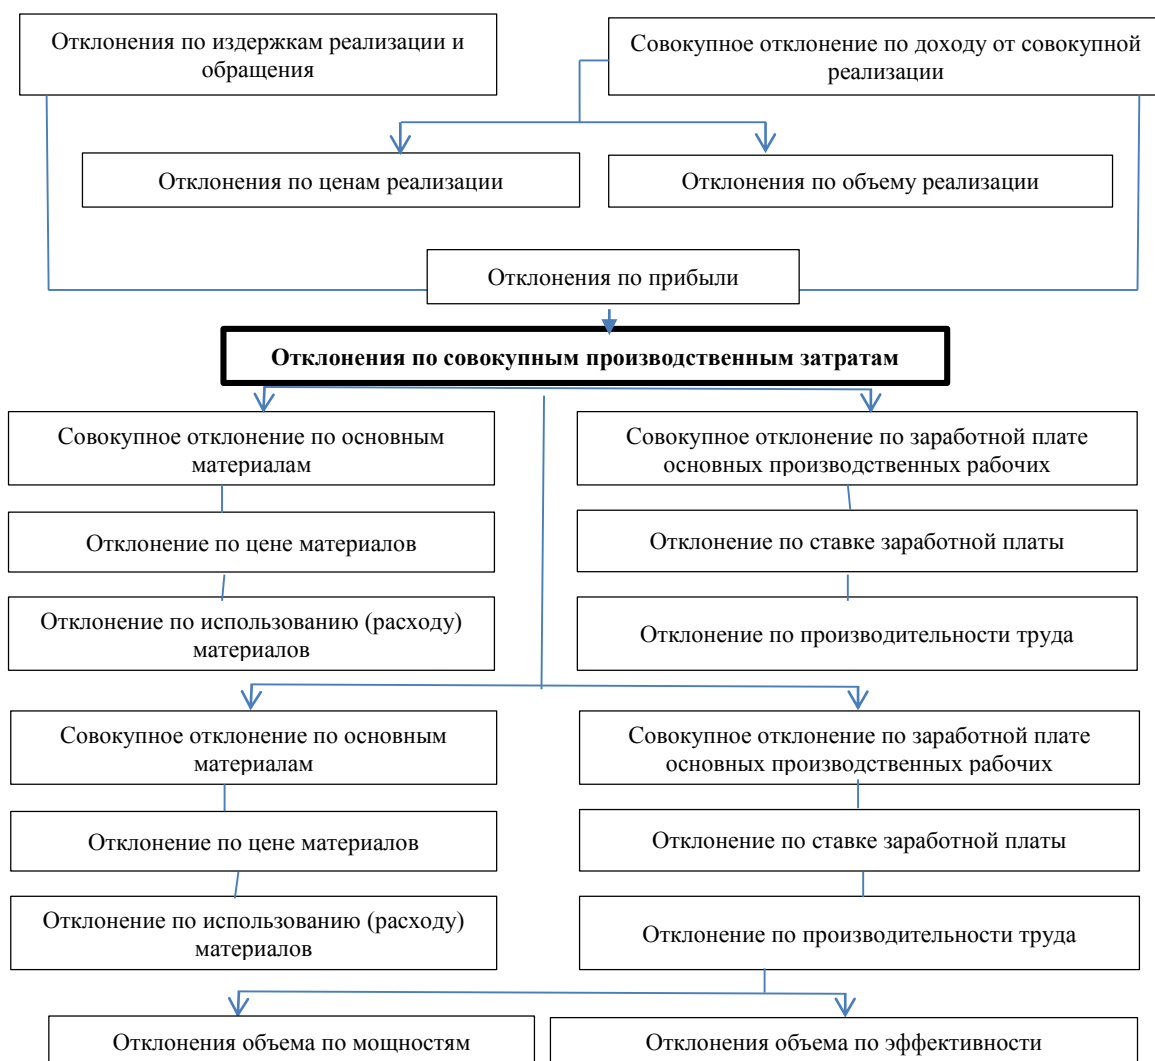 Отклонения по издержкам реализации и
обращения
Совокупное отклонение по доходу от совокупной
реализации
Отклонения по ценам реализации
Отклонения по объему реализации
Отклонения по прибыли
Отклонения по совокупным производственным затратам
Совокупное отклонение по основным
материалам
Совокупное отклонение по заработной плате
основных производственных рабочих
Отклонение по цене материалов
Отклонение по ставке заработной платы
Отклонение по использованию (расходу)
материалов
Отклонение по производительности труда
Совокупное отклонение по основным
материалам
Совокупное отклонение по заработной плате
основных производственных рабочих
Отклонение по цене материалов
Отклонение по ставке заработной платы
Отклонение по использованию (расходу)
материалов
Отклонение по производительности труда
Отклонения объема по мощностям
Отклонения объема по эффективности